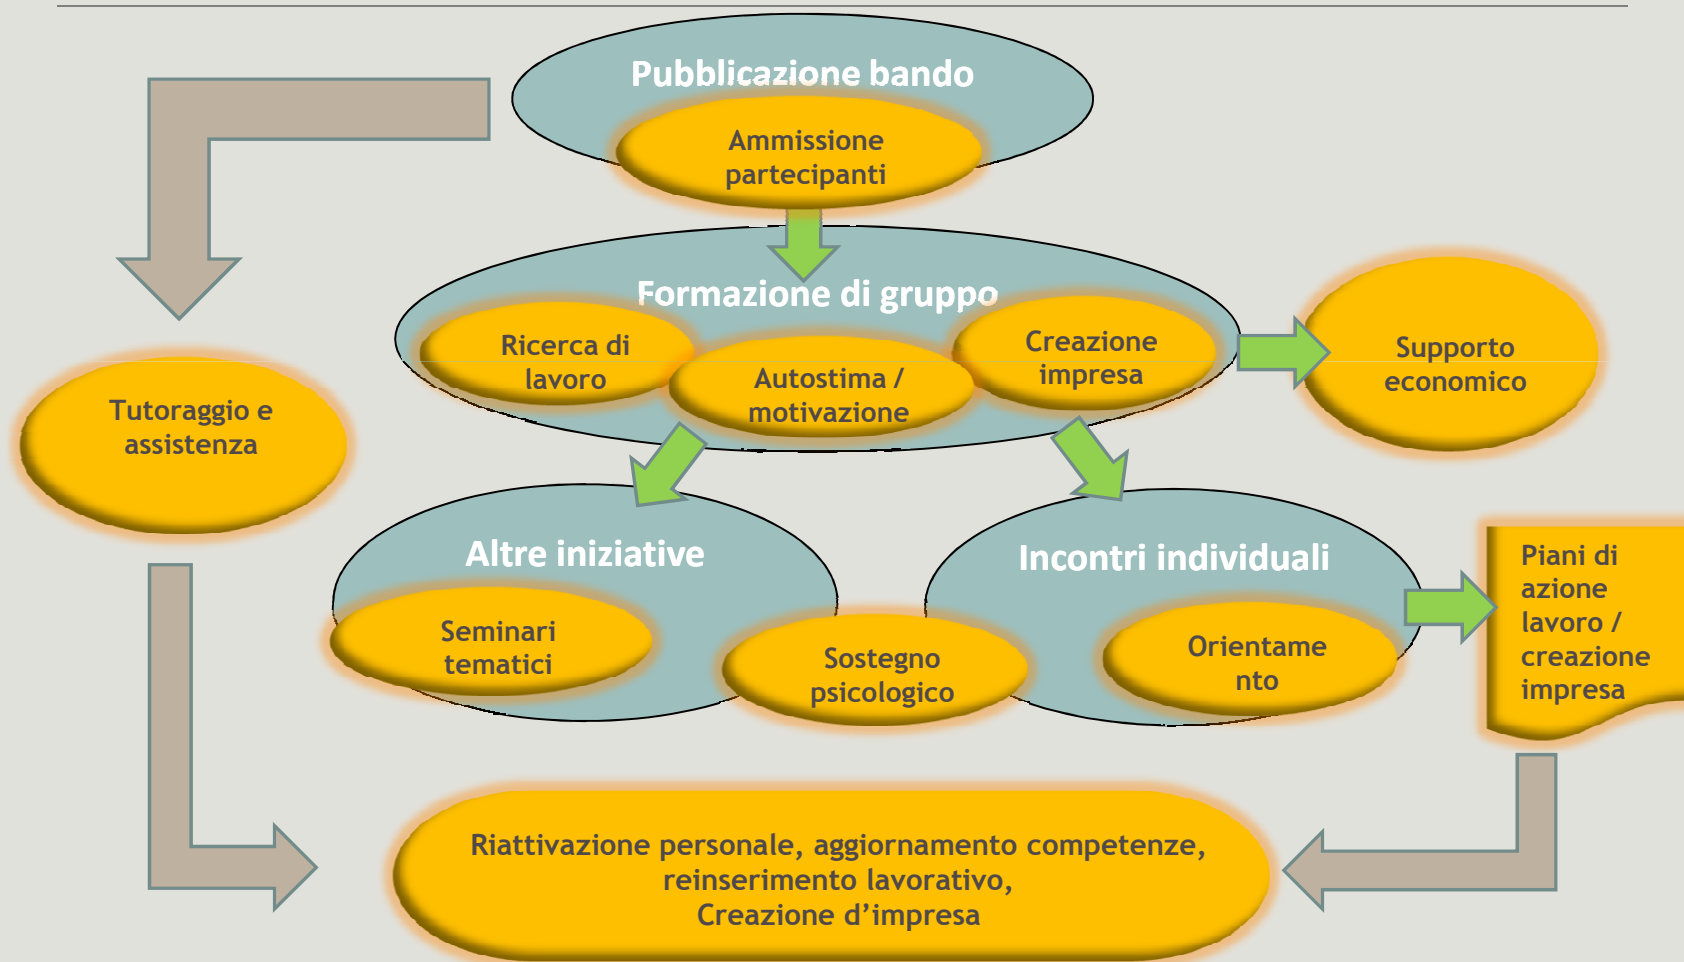 Pubblicazione bando
Ammissione
partecipanti
Formazione di gruppo
Ricerca di
lavoro
Autostima /
motivazione
Creazione
impresa
Supporto
economico
Tutoraggio e
assistenza
Altre iniziative
Seminari
tematici
Sostegno
psicologico
Incontri individuali
Orientame
nto
Piani di
azione
lavoro /
creazione
impresa
Riattivazione personale, aggiornamento competenze,
reinserimento lavorativo,
Creazione d’impresa